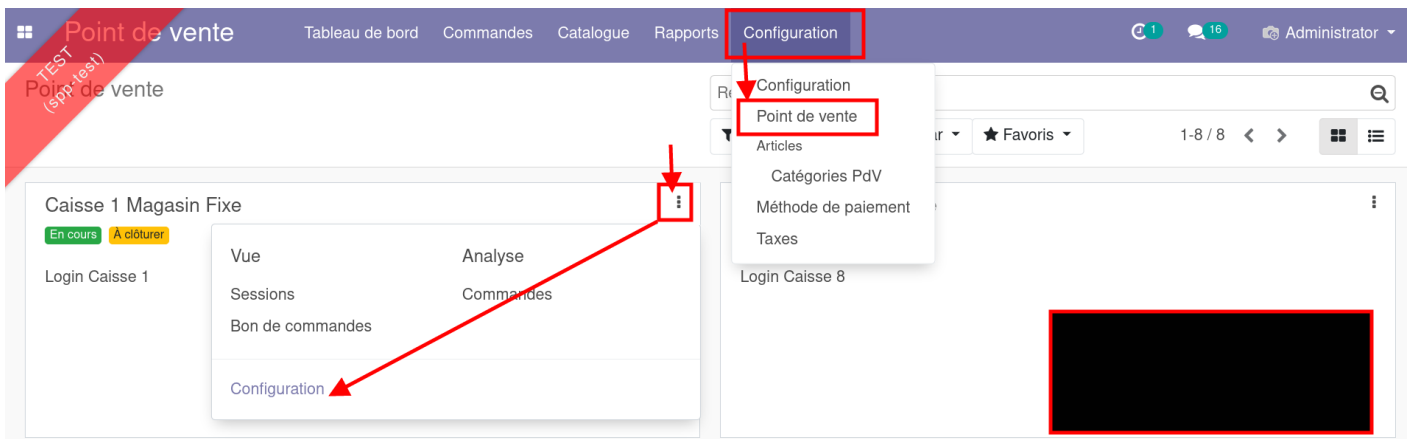 Point de vente Tableau de bord Commandes Catalogue Rapports Configuration 1 16 Administrator
TEST
(spp-test)
Point de vente
Configuration
Point de vente
Articles
Catégories PdV
Méthode de paiement
Taxes
Favoris 1-8 / 8
Caisse 1 Magasin Fixe
En cours À clôturer
Login Caisse 1
Vue Analyse
Sessions Commandes
Bon de commandes
Configuration
Login Caisse 8